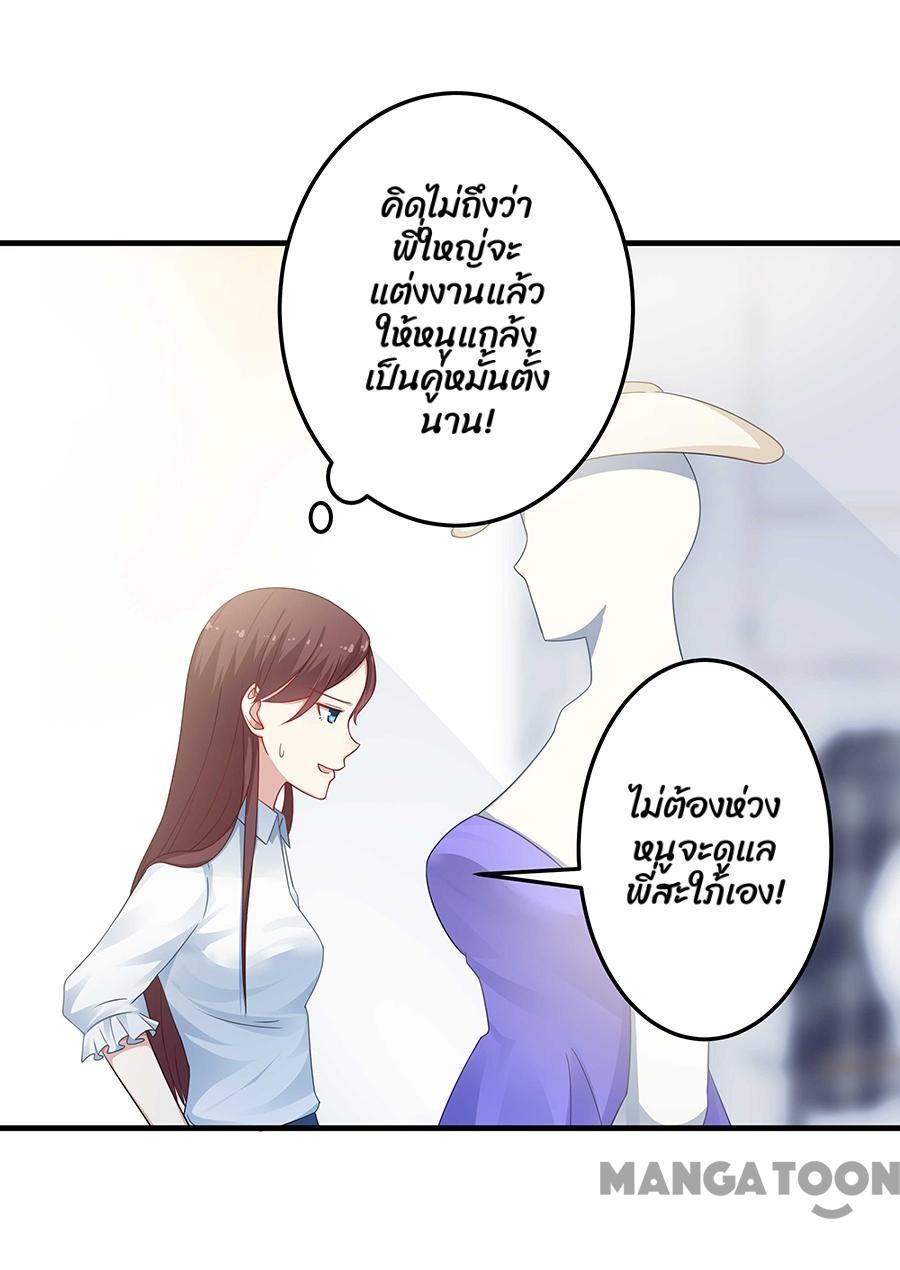 คิดไม่ถึงว่า
พี่ใหญ่จะ
แต่งงานแล้ว
ให้หนูแกล้ง
เป็นคู่หมั้นตั้ง
นาน!
ไม่ต้องห่วง
หนูจะดูแล
พี่สะใภ้เอง!
MANGATOON